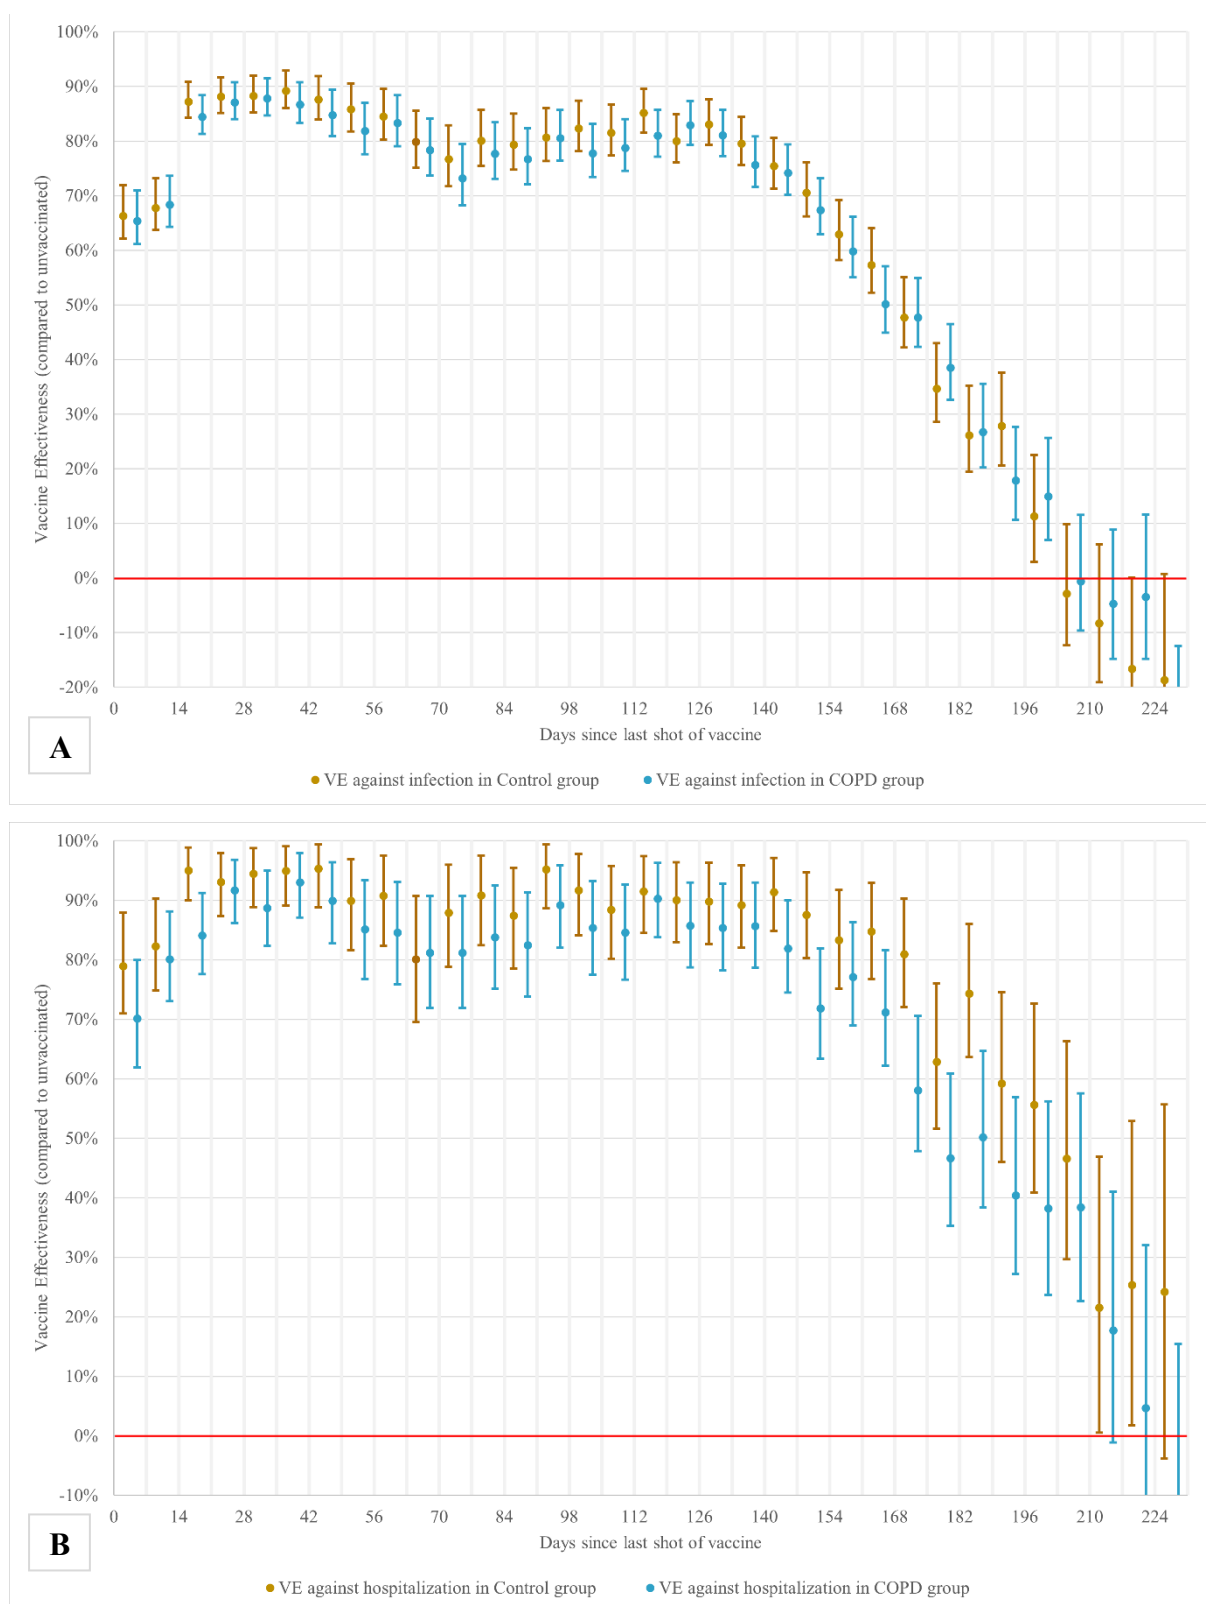 100%
90%
80%
70%
60%
50%
40%
30%
20%
10%
0%
-10%
-20%
Vaccine Effectiveness (compared to unvaccinated)
0 14 28 42 56 70 84 98 112 126 140 154 168 182 196 210 224
Days since last shot of vaccine
A
VE against infection in Control group VE against infection in COPD group
100%
90%
80%
70%
60%
50%
40%
30%
20%
10%
0%
-10%
Vaccine Effectiveness (compared to unvaccinated)
0 14 28 42 56 70 84 98 112 126 140 154 168 182 196 210 224
Days since last shot of vaccine
B
VE against hospitalization in Control group VE against hospitalization in COPD group